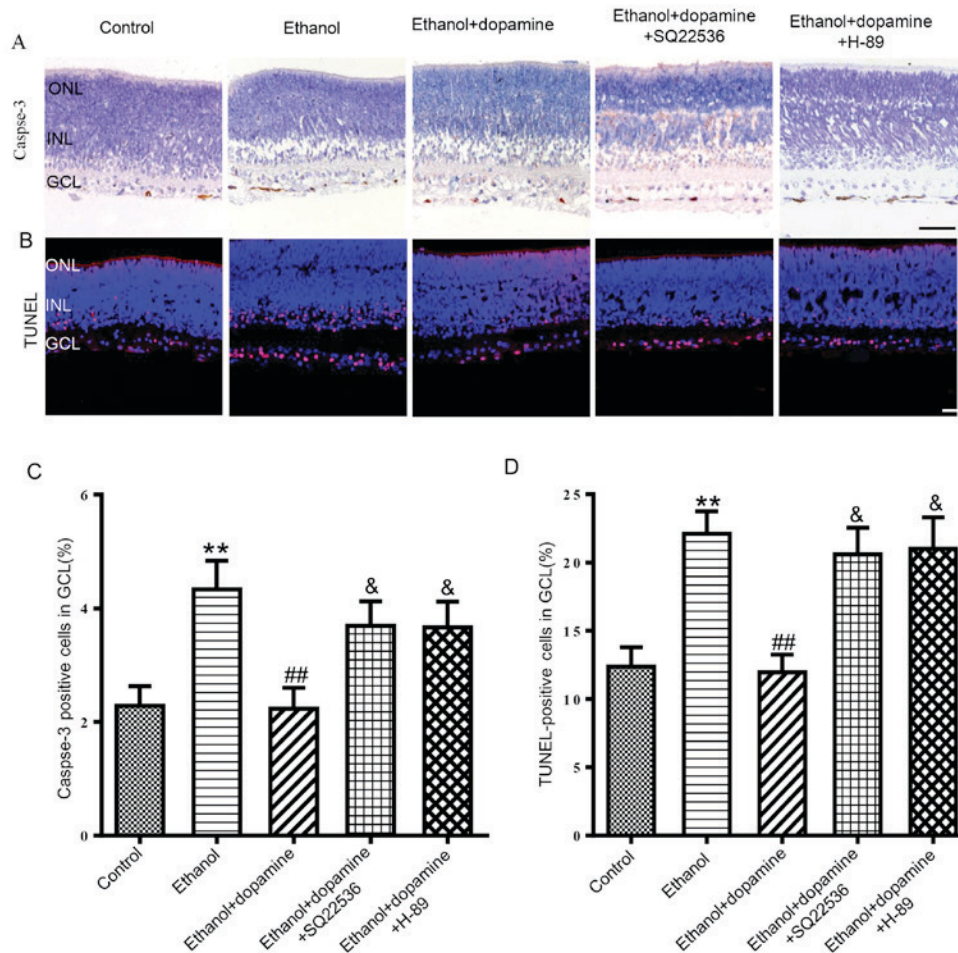 A
Control
Ethanol
Ethanol+dopamine
Ethanol+dopamine
+SQ22536
Ethanol+dopamine
+H-89
Caspse-3
ONL
INL
GCL
B
TUNEL
ONL
INL
GCL
C
Caspse-3 positive cells in GCL(%)
6
4
2
0
**
##
&
&
Control
Ethanol
Ethanol+dopamine
Ethanol+dopamine
+SQ22536
Ethanol+dopamine
+H-89
D
TUNEL-positive cells in GCL(%)
25
20
15
10
5
0
**
##
&
&
Control
Ethanol
Ethanol+dopamine
Ethanol+dopamine
+SQ22536
Ethanol+dopamine
+H-89